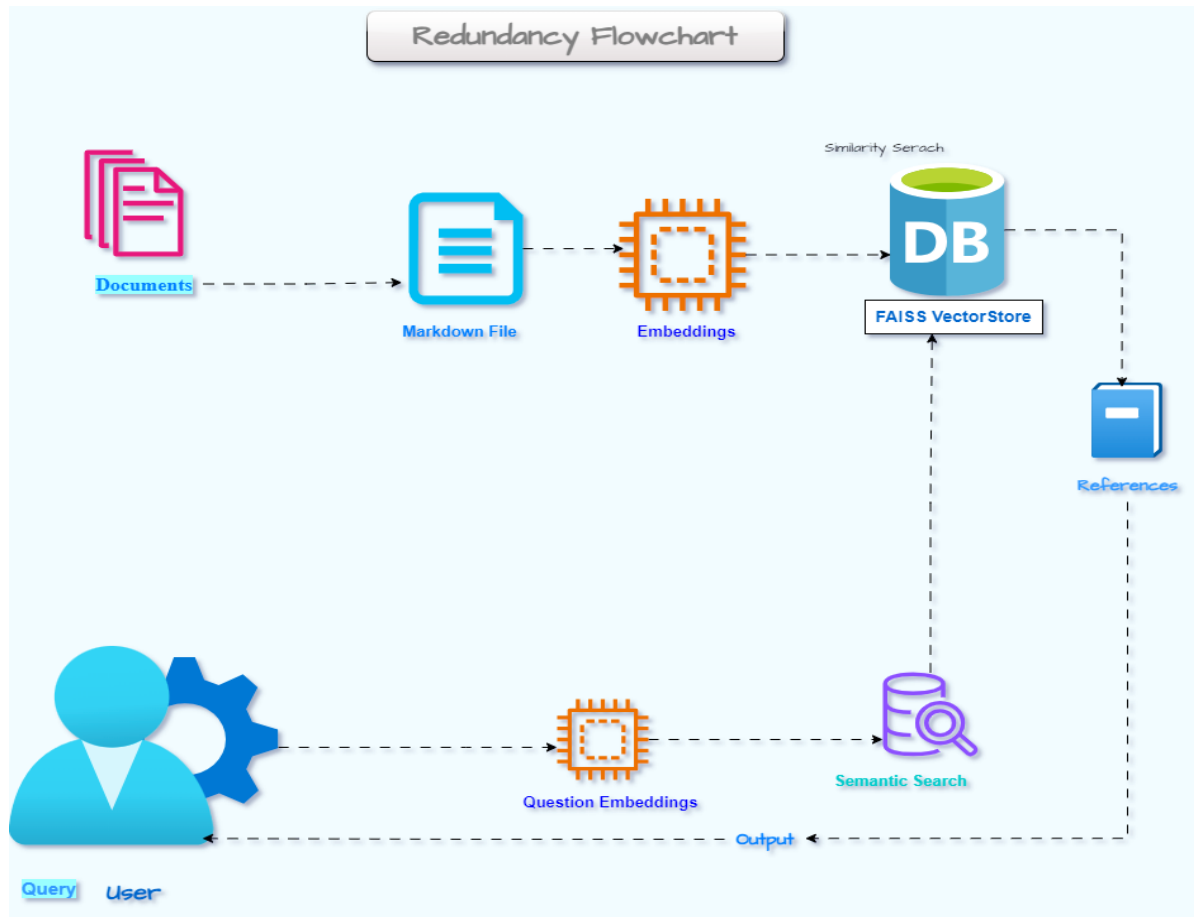 Redundancy Flowchart
Similarity Serach
DB
Documents
Markdown File
Embeddings
FAISS VectorStore
References
Question Embeddings
Semantic Search
Output
Query
User